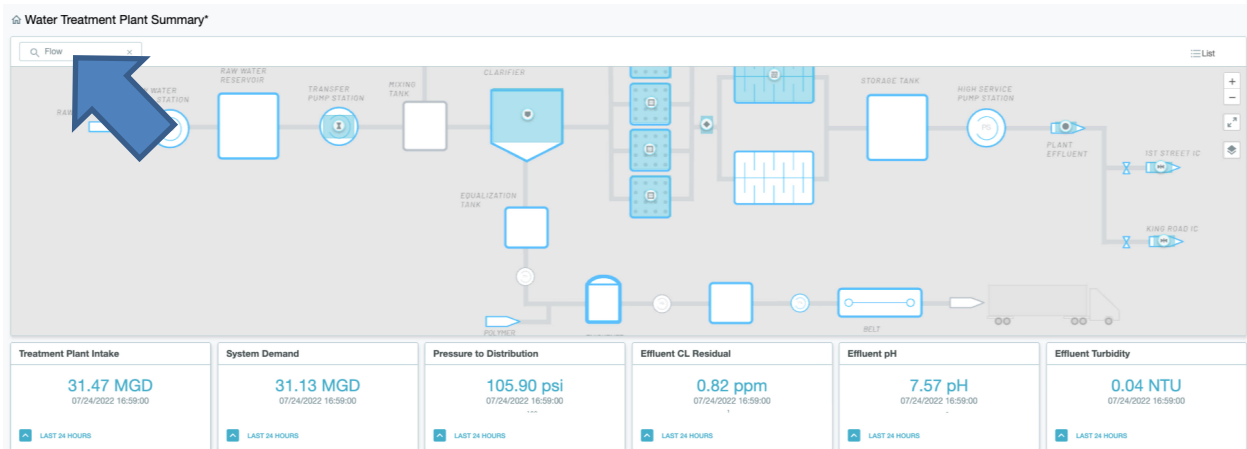 Water Treatment Plant Summary*
Flow ×
List
RAW WATER
RESERVOIR
TRANSFER
PUMP STATION
MIXING
TANK
CLARIFIER
STORAGE TANK
HIGH SERVICE
PUMP STATION
WATER
STATION
RAW
PLANT
EFFLUENT
1ST STREET IC
KING ROAD IC
EQUALIZATION
TANK
POLYMER
BELT
+
−
Treatment Plant Intake
31.47 MGD
07/24/2022 16:59:00
LAST 24 HOURS
System Demand
31.13 MGD
07/24/2022 16:59:00
LAST 24 HOURS
Pressure to Distribution
105.90 psi
07/24/2022 16:59:00
LAST 24 HOURS
Effluent CL Residual
0.82 ppm
07/24/2022 16:59:00
LAST 24 HOURS
Effluent pH
7.57 pH
07/24/2022 16:59:00
LAST 24 HOURS
Effluent Turbidity
0.04 NTU
07/24/2022 16:59:00
LAST 24 HOURS